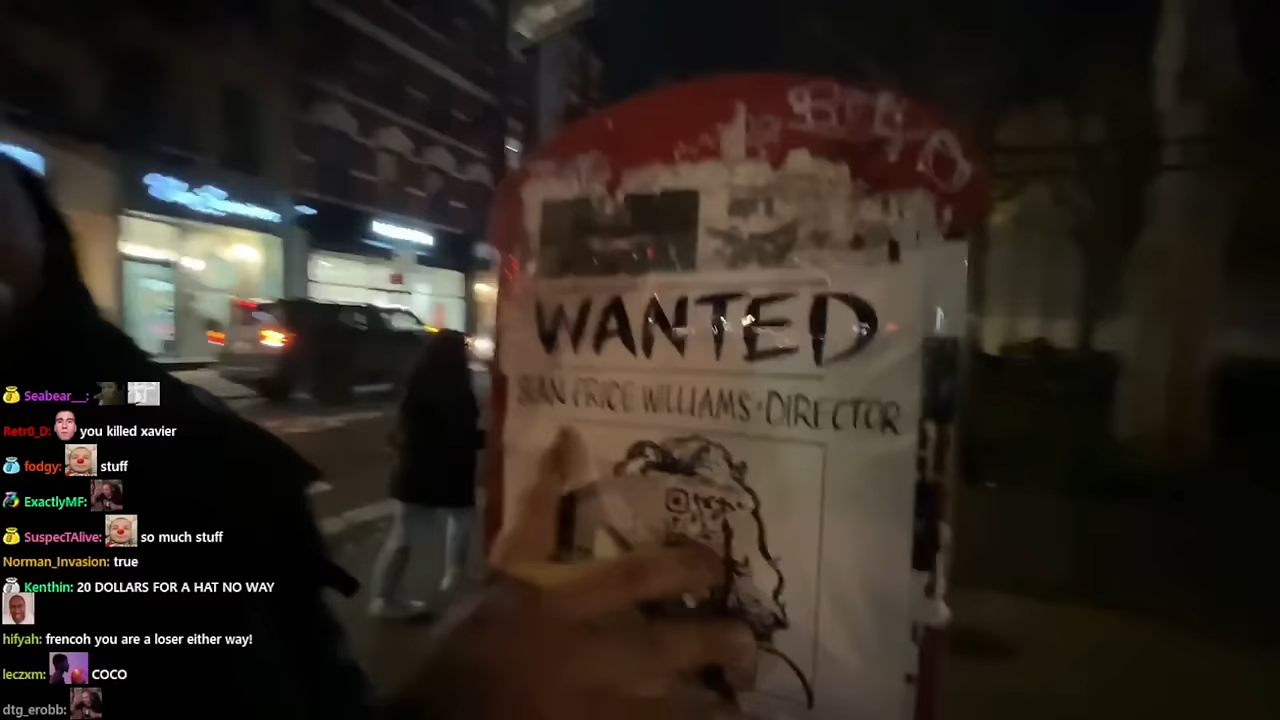 WANTED
SEAN PRICE WILLIAMS · DIRECTOR
Seabear__:
Retr0_D: you killed xavier
fodgy: stuff
ExactlyMF:
SuspecTAlive: so much stuff
Norman_Invasion: true
Kenthin: 20 DOLLARS FOR A HAT NO WAY
hifyah: frencoh you are a loser either way!
leczxm: COCO
dtg_erobb: